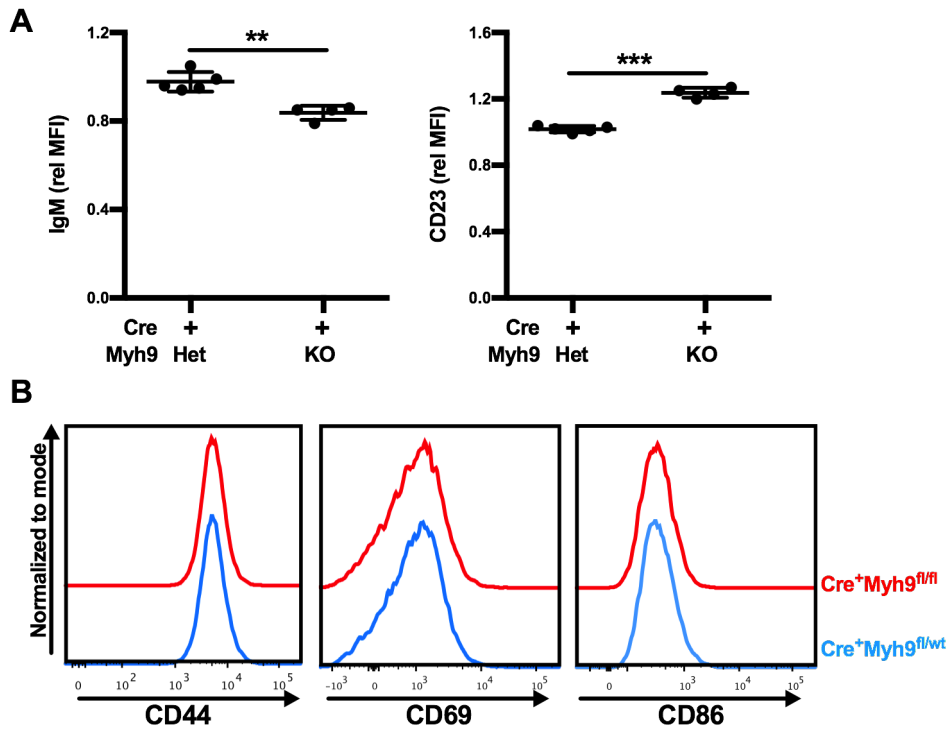 A
IgM (rel MFI)
1.2
0.8
0.4
0.0
**
Cre + +
Myh9 Het KO
CD23 (rel MFI)
1.6
1.2
0.8
0.4
0.0
***
Cre + +
Myh9 Het KO
B
Normalized to mode
0 10² 10³ 10⁴ 10⁵
CD44
-10³ 0 10³ 10⁴ 10⁵
CD69
0 10³ 10⁴ 10⁵
CD86
Cre⁺Myh9ᶠˡ/ᶠˡ
Cre⁺Myh9ᶠˡ/ʷᵗ